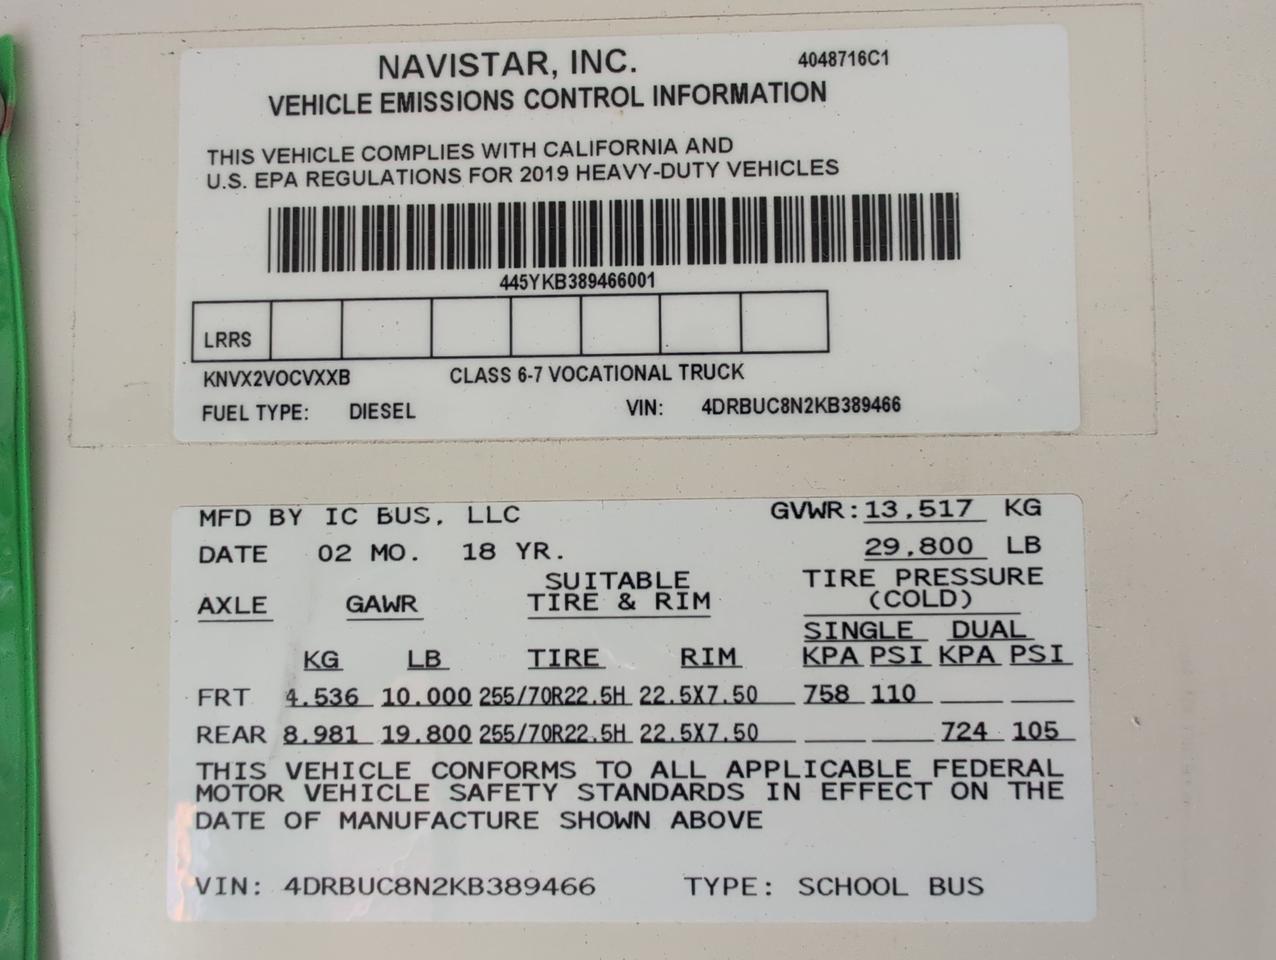 NAVISTAR, INC. 4048716C1
VEHICLE EMISSIONS CONTROL INFORMATION
THIS VEHICLE COMPLIES WITH CALIFORNIA AND
U.S. EPA REGULATIONS FOR 2019 HEAVY-DUTY VEHICLES
445YKB389466001
LRRS
KNVX2VOCVXXB CLASS 6-7 VOCATIONAL TRUCK
FUEL TYPE: DIESEL VIN: 4DRBUC8N2KB389466
MFD BY IC BUS, LLC GVWR: 13,517 KG
DATE 02 MO. 18 YR. 29,800 LB
SUITABLE TIRE PRESSURE
AXLE GAWR TIRE & RIM (COLD)
SINGLE DUAL
KG LB TIRE RIM KPA PSI KPA PSI
FRT 4.536 10.000 255/70R22.5H 22.5X7.50 758 110
REAR 8.981 19.800 255/70R22.5H 22.5X7.50 724 105
THIS VEHICLE CONFORMS TO ALL APPLICABLE FEDERAL
MOTOR VEHICLE SAFETY STANDARDS IN EFFECT ON THE
DATE OF MANUFACTURE SHOWN ABOVE
VIN: 4DRBUC8N2KB389466 TYPE: SCHOOL BUS